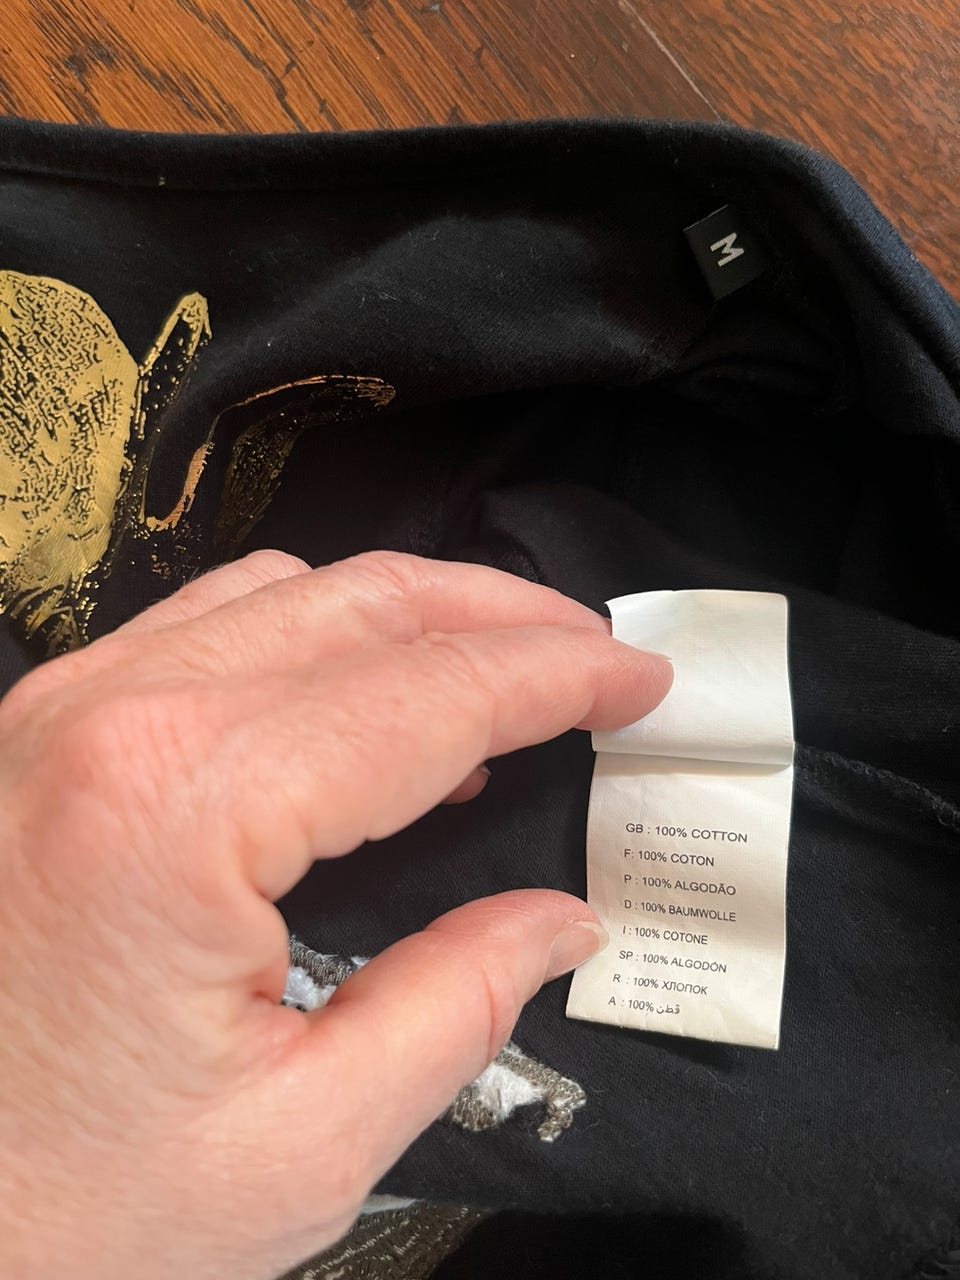 M
GB : 100% COTTON
F: 100% COTON
P : 100% ALGODÃO
D : 100% BAUMWOLLE
I : 100% COTONE
SP : 100% ALGODÓN
R : 100% ХЛОПОК
A : 100% قطن